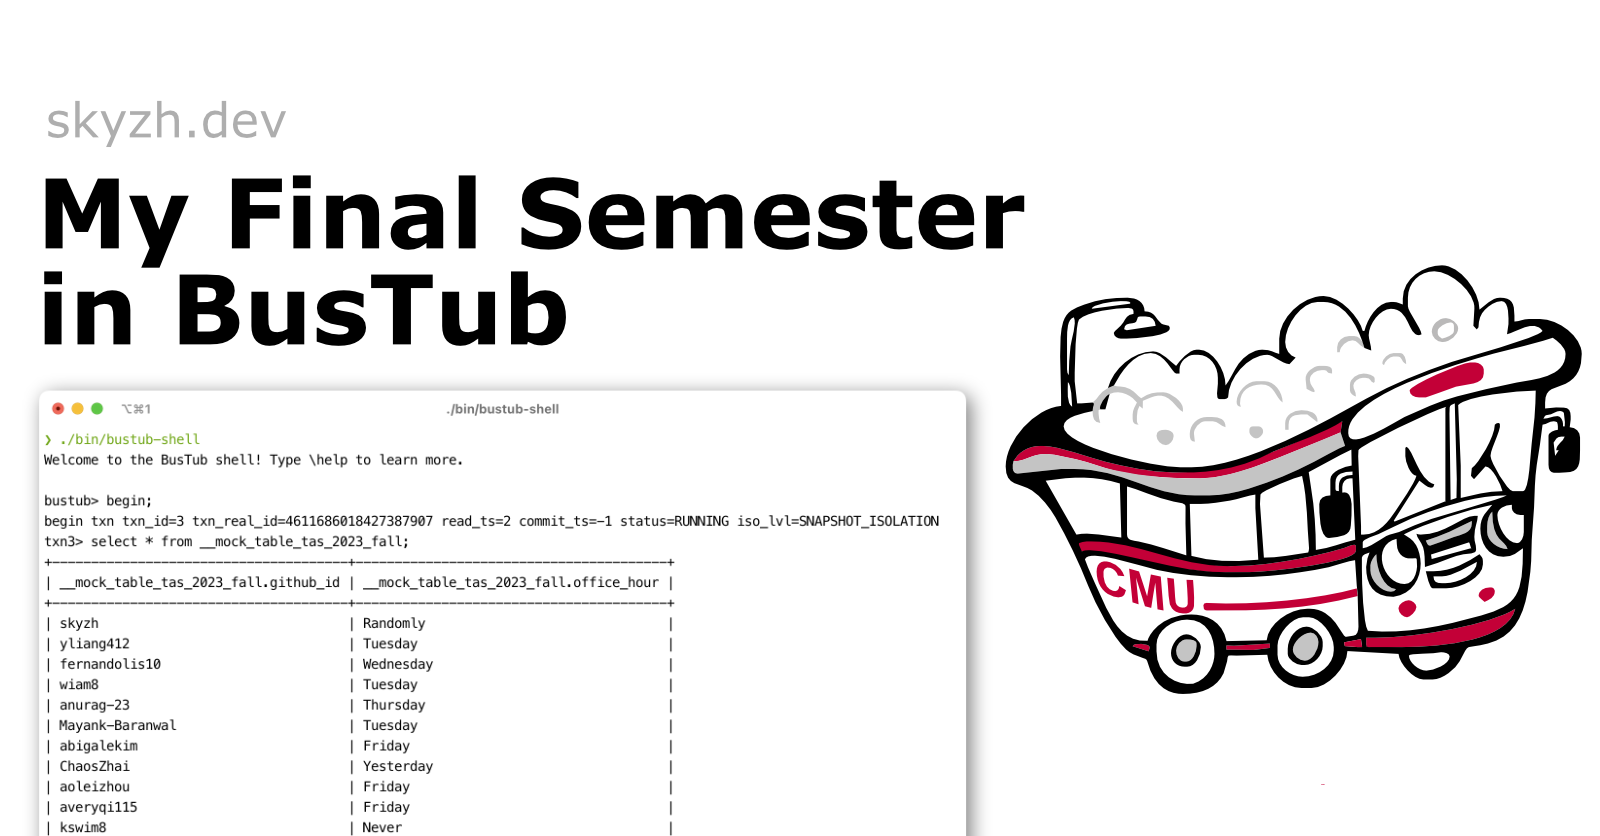 skyzh.dev
My Final Semester
in BusTub
⌥⌘1 ./bin/bustub-shell
❯ ./bin/bustub-shell
Welcome to the BusTub shell! Type \help to learn more.
bustub> begin;
begin txn txn_id=3 txn_real_id=4611686018427387907 read_ts=2 commit_ts=-1 status=RUNNING iso_lvl=SNAPSHOT_ISOLATION
txn3> select * from __mock_table_tas_2023_fall;
+--------------------------------------+----------------------------------------+
| __mock_table_tas_2023_fall.github_id | __mock_table_tas_2023_fall.office_hour |
+--------------------------------------+----------------------------------------+
| skyzh | Randomly |
| yliang412 | Tuesday |
| fernandolis10 | Wednesday |
| wiam8 | Tuesday |
| anurag-23 | Thursday |
| Mayank-Baranwal | Tuesday |
| abigalekim | Friday |
| ChaosZhai | Yesterday |
| aoleizhou | Friday |
| averyqi115 | Friday |
| kswim8 | Never |
CMU